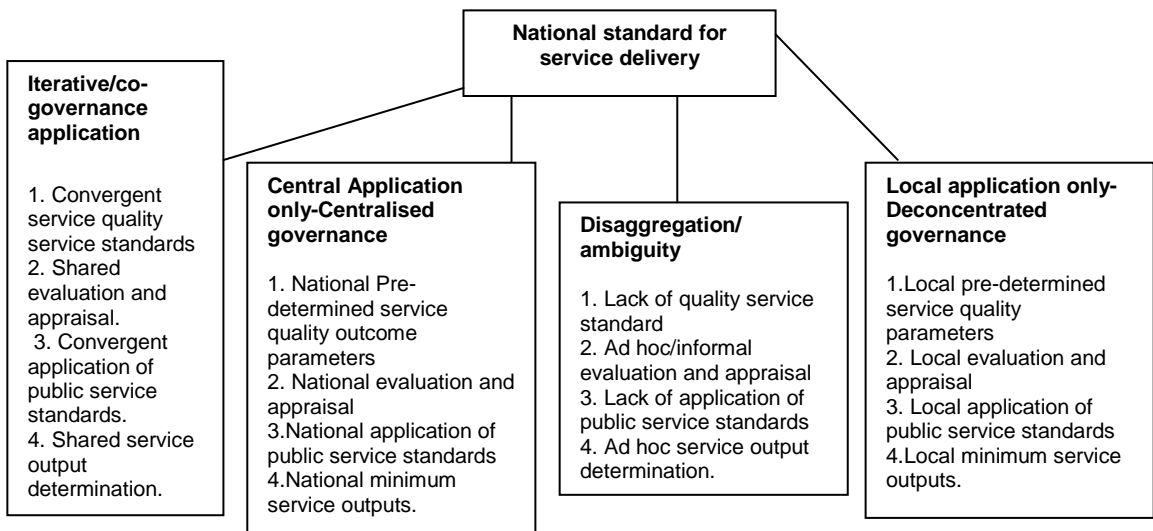 National standard for
service delivery
Iterative/co-
governance
application
1. Convergent
service quality
service standards
2. Shared
evaluation and
appraisal.
3. Convergent
application of
public service
standards.
4. Shared service
output
determination.
Central Application
only-Centralised
governance
1. National Pre-
determined service
quality outcome
parameters
2. National evaluation and
appraisal
3.National application of
public service standards
4.National minimum
service outputs.
Disaggregation/
ambiguity
1. Lack of quality service
standard
2. Ad hoc/informal
evaluation and appraisal
3. Lack of application of
public service standards
4. Ad hoc service output
determination.
Local application only-
Deconcentrated
governance
1.Local pre-determined
service quality
parameters
2. Local evaluation and
appraisal
3. Local application of
public service standards
4.Local minimum service
outputs.